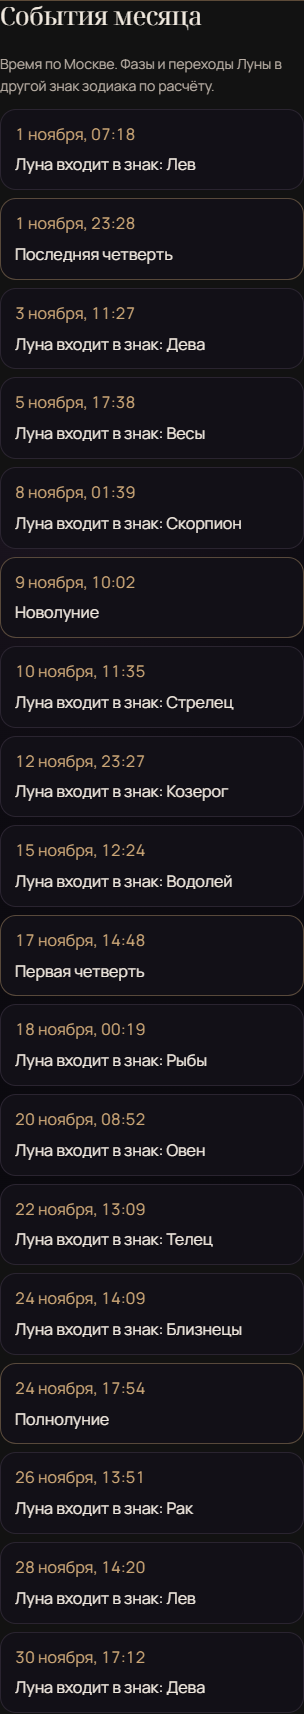 События месяца
Время по Москве. Фазы и переходы Луны в
другой знак зодиака по расчёту.
1 ноября, 07:18
Луна входит в знак: Лев
1 ноября, 23:28
Последняя четверть
3 ноября, 11:27
Луна входит в знак: Дева
5 ноября, 17:38
Луна входит в знак: Весы
8 ноября, 01:39
Луна входит в знак: Скорпион
9 ноября, 10:02
Новолуние
10 ноября, 11:35
Луна входит в знак: Стрелец
12 ноября, 23:27
Луна входит в знак: Козерог
15 ноября, 12:24
Луна входит в знак: Водолей
17 ноября, 14:48
Первая четверть
18 ноября, 00:19
Луна входит в знак: Рыбы
20 ноября, 08:52
Луна входит в знак: Овен
22 ноября, 13:09
Луна входит в знак: Телец
24 ноября, 14:09
Луна входит в знак: Близнецы
24 ноября, 17:54
Полнолуние
26 ноября, 13:51
Луна входит в знак: Рак
28 ноября, 14:20
Луна входит в знак: Лев
30 ноября, 17:12
Луна входит в знак: Дева